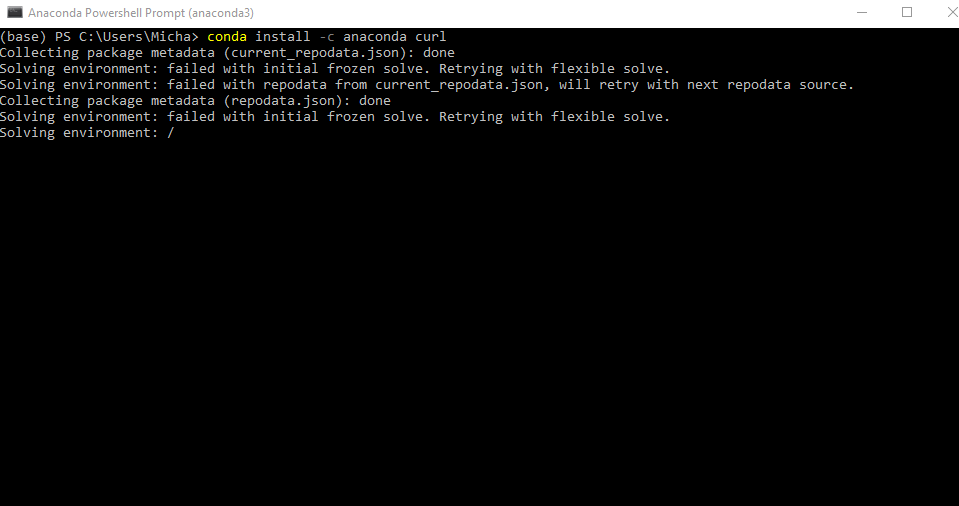 Anaconda Powershell Prompt (anaconda3)
(base) PS C:\Users\Micha> conda install -c anaconda curl
Collecting package metadata (current_repodata.json): done
Solving environment: failed with initial frozen solve. Retrying with flexible solve.
Solving environment: failed with repodata from current_repodata.json, will retry with next repodata source.
Collecting package metadata (repodata.json): done
Solving environment: failed with initial frozen solve. Retrying with flexible solve.
Solving environment: /